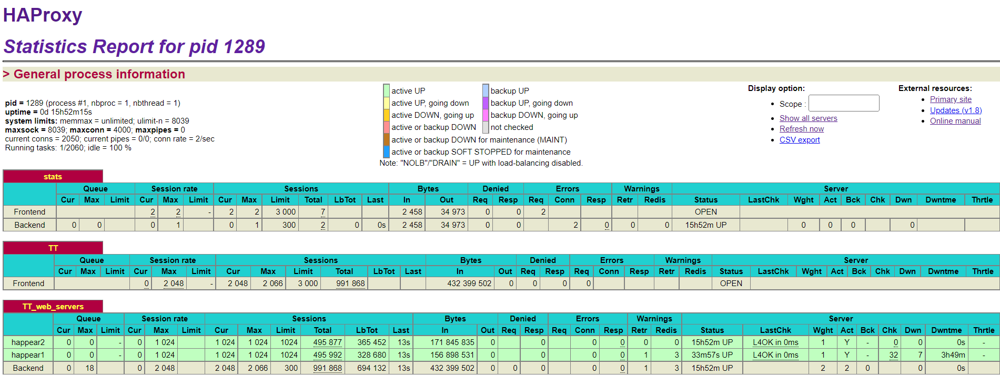 HAProxy
Statistics Report for pid 1289
> General process information
pid = 1289 (process #1, nbproc = 1, nbthread = 1)
uptime = 0d 15h52m15s
system limits: memmax = unlimited; ulimit-n = 8039
maxsock = 8039; maxconn = 4000; maxpipes = 0
current conns = 2050; current pipes = 0/0; conn rate = 2/sec
Running tasks: 1/2060; idle = 100 %
active UP backup UP
active UP, going down backup UP, going down
active DOWN, going up backup DOWN, going up
active or backup DOWN not checked
active or backup DOWN for maintenance (MAINT)
active or backup SOFT STOPPED for maintenance
Note: "NOLB"/"DRAIN" = UP with load-balancing disabled.
Display option:
• Scope :
• Show all servers
• Refresh now
• CSV export
External resources:
• Primary site
• Updates (v1.8)
• Online manual
stats
Queue Session rate Sessions Bytes Denied Errors Warnings Server
Cur Max Limit Cur Max Limit Cur Max Limit Total LbTot Last In Out Req Resp Req Conn Resp Retr Redis Status LastChk Wght Act Bck Chk Dwn Dwntme Thrtle
Frontend 2 2 - 2 2 3 000 7 2 458 34 973 0 0 2 OPEN
Backend 0 0 0 1 0 1 300 2 0 0s 2 458 34 973 0 0 2 0 0 0 15h52m UP 0 0 0 0
TT
Queue Session rate Sessions Bytes Denied Errors Warnings Server
Cur Max Limit Cur Max Limit Cur Max Limit Total LbTot Last In Out Req Resp Req Conn Resp Retr Redis Status LastChk Wght Act Bck Chk Dwn Dwntme Thrtle
Frontend 0 2 048 - 2 048 2 066 3 000 991 868 432 399 502 0 0 0 0 OPEN
TT_web_servers
Queue Session rate Sessions Bytes Denied Errors Warnings Server
Cur Max Limit Cur Max Limit Cur Max Limit Total LbTot Last In Out Req Resp Req Conn Resp Retr Redis Status LastChk Wght Act Bck Chk Dwn Dwntme Thrtle
happear2 0 0 - 0 1 024 1 024 1 024 1024 495 877 365 452 13s 171 845 835 0 0 0 0 0 0 15h52m UP L4OK in 0ms 1 Y - 0 0 0s -
happear1 0 0 - 0 1 024 1 024 1 024 1024 495 992 328 680 13s 156 898 531 0 0 0 0 1 3 33m57s UP L4OK in 0ms 1 Y - 32 7 3h49m -
Backend 0 18 0 2 048 2 048 2 066 300 991 868 694 132 13s 432 399 502 0 0 0 0 0 1 3 15h52m UP 2 2 0 0 0s